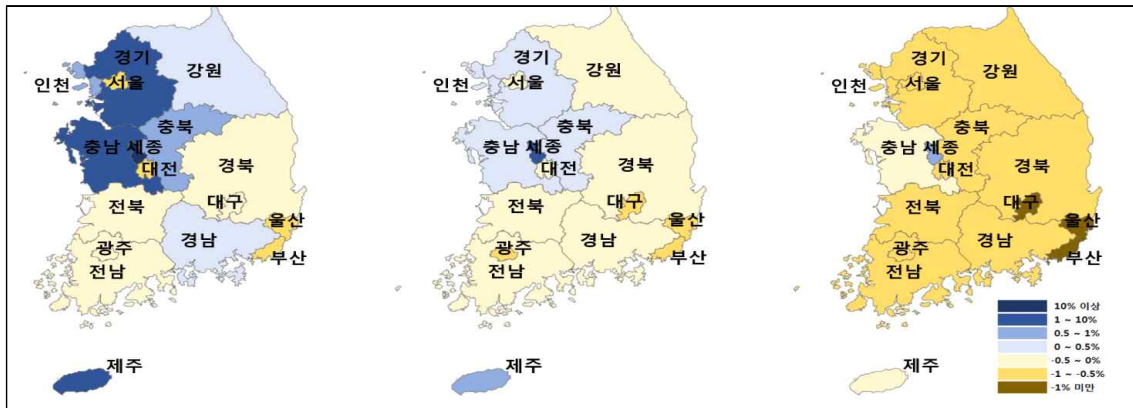 경기
강원
서울
인천
충북
충남 세종
대전
경북
대구
전북
울산
경남
광주
부산
전남
제주
경기
강원
서울
인천
충북
충남 세종
대전
경북
대구
전북
울산
경남
광주
부산
전남
제주
경기
강원
서울
인천
충북
충남 세종
대전
경북
대구
전북
울산
경남
광주
부산
전남
제주
10% 이상
1 ~ 10%
0.5 ~ 1%
0 ~ 0.5%
-0.5 ~ 0%
-1 ~ -0.5%
-1% 미만